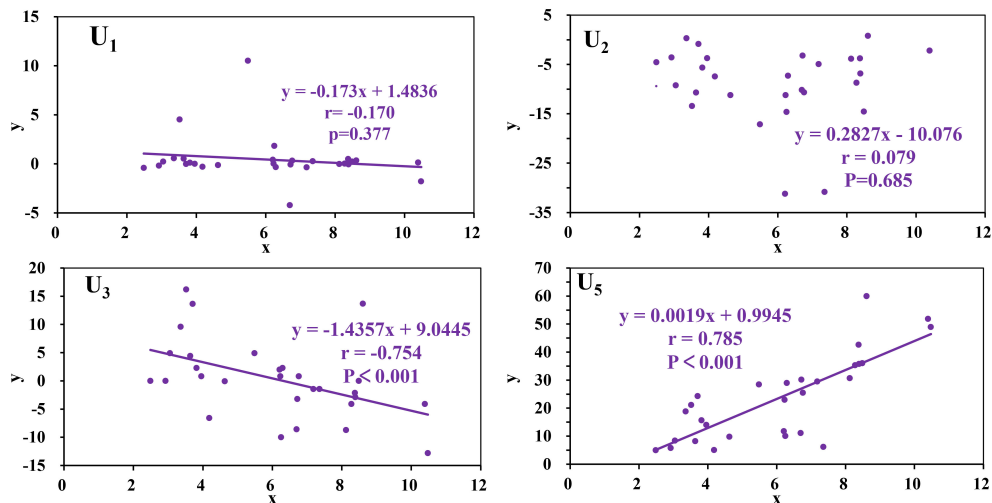 U1
y = -0.173x + 1.4836
r= -0.170
p=0.377
15
10
5
0
-5
0 2 4 6 8 10 12
x
y
U2
y = 0.2827x - 10.076
r = 0.079
P=0.685
5
-5
-15
-25
-35
0 2 4 6 8 10 12
x
y
U3
y = -1.4357x + 9.0445
r = -0.754
P < 0.001
20
15
10
5
0
-5
-10
-15
0 2 4 6 8 10 12
x
y
U5
y = 0.0019x + 0.9945
r = 0.785
P < 0.001
70
60
50
40
30
20
10
0
0 2 4 6 8 10 12
x
y